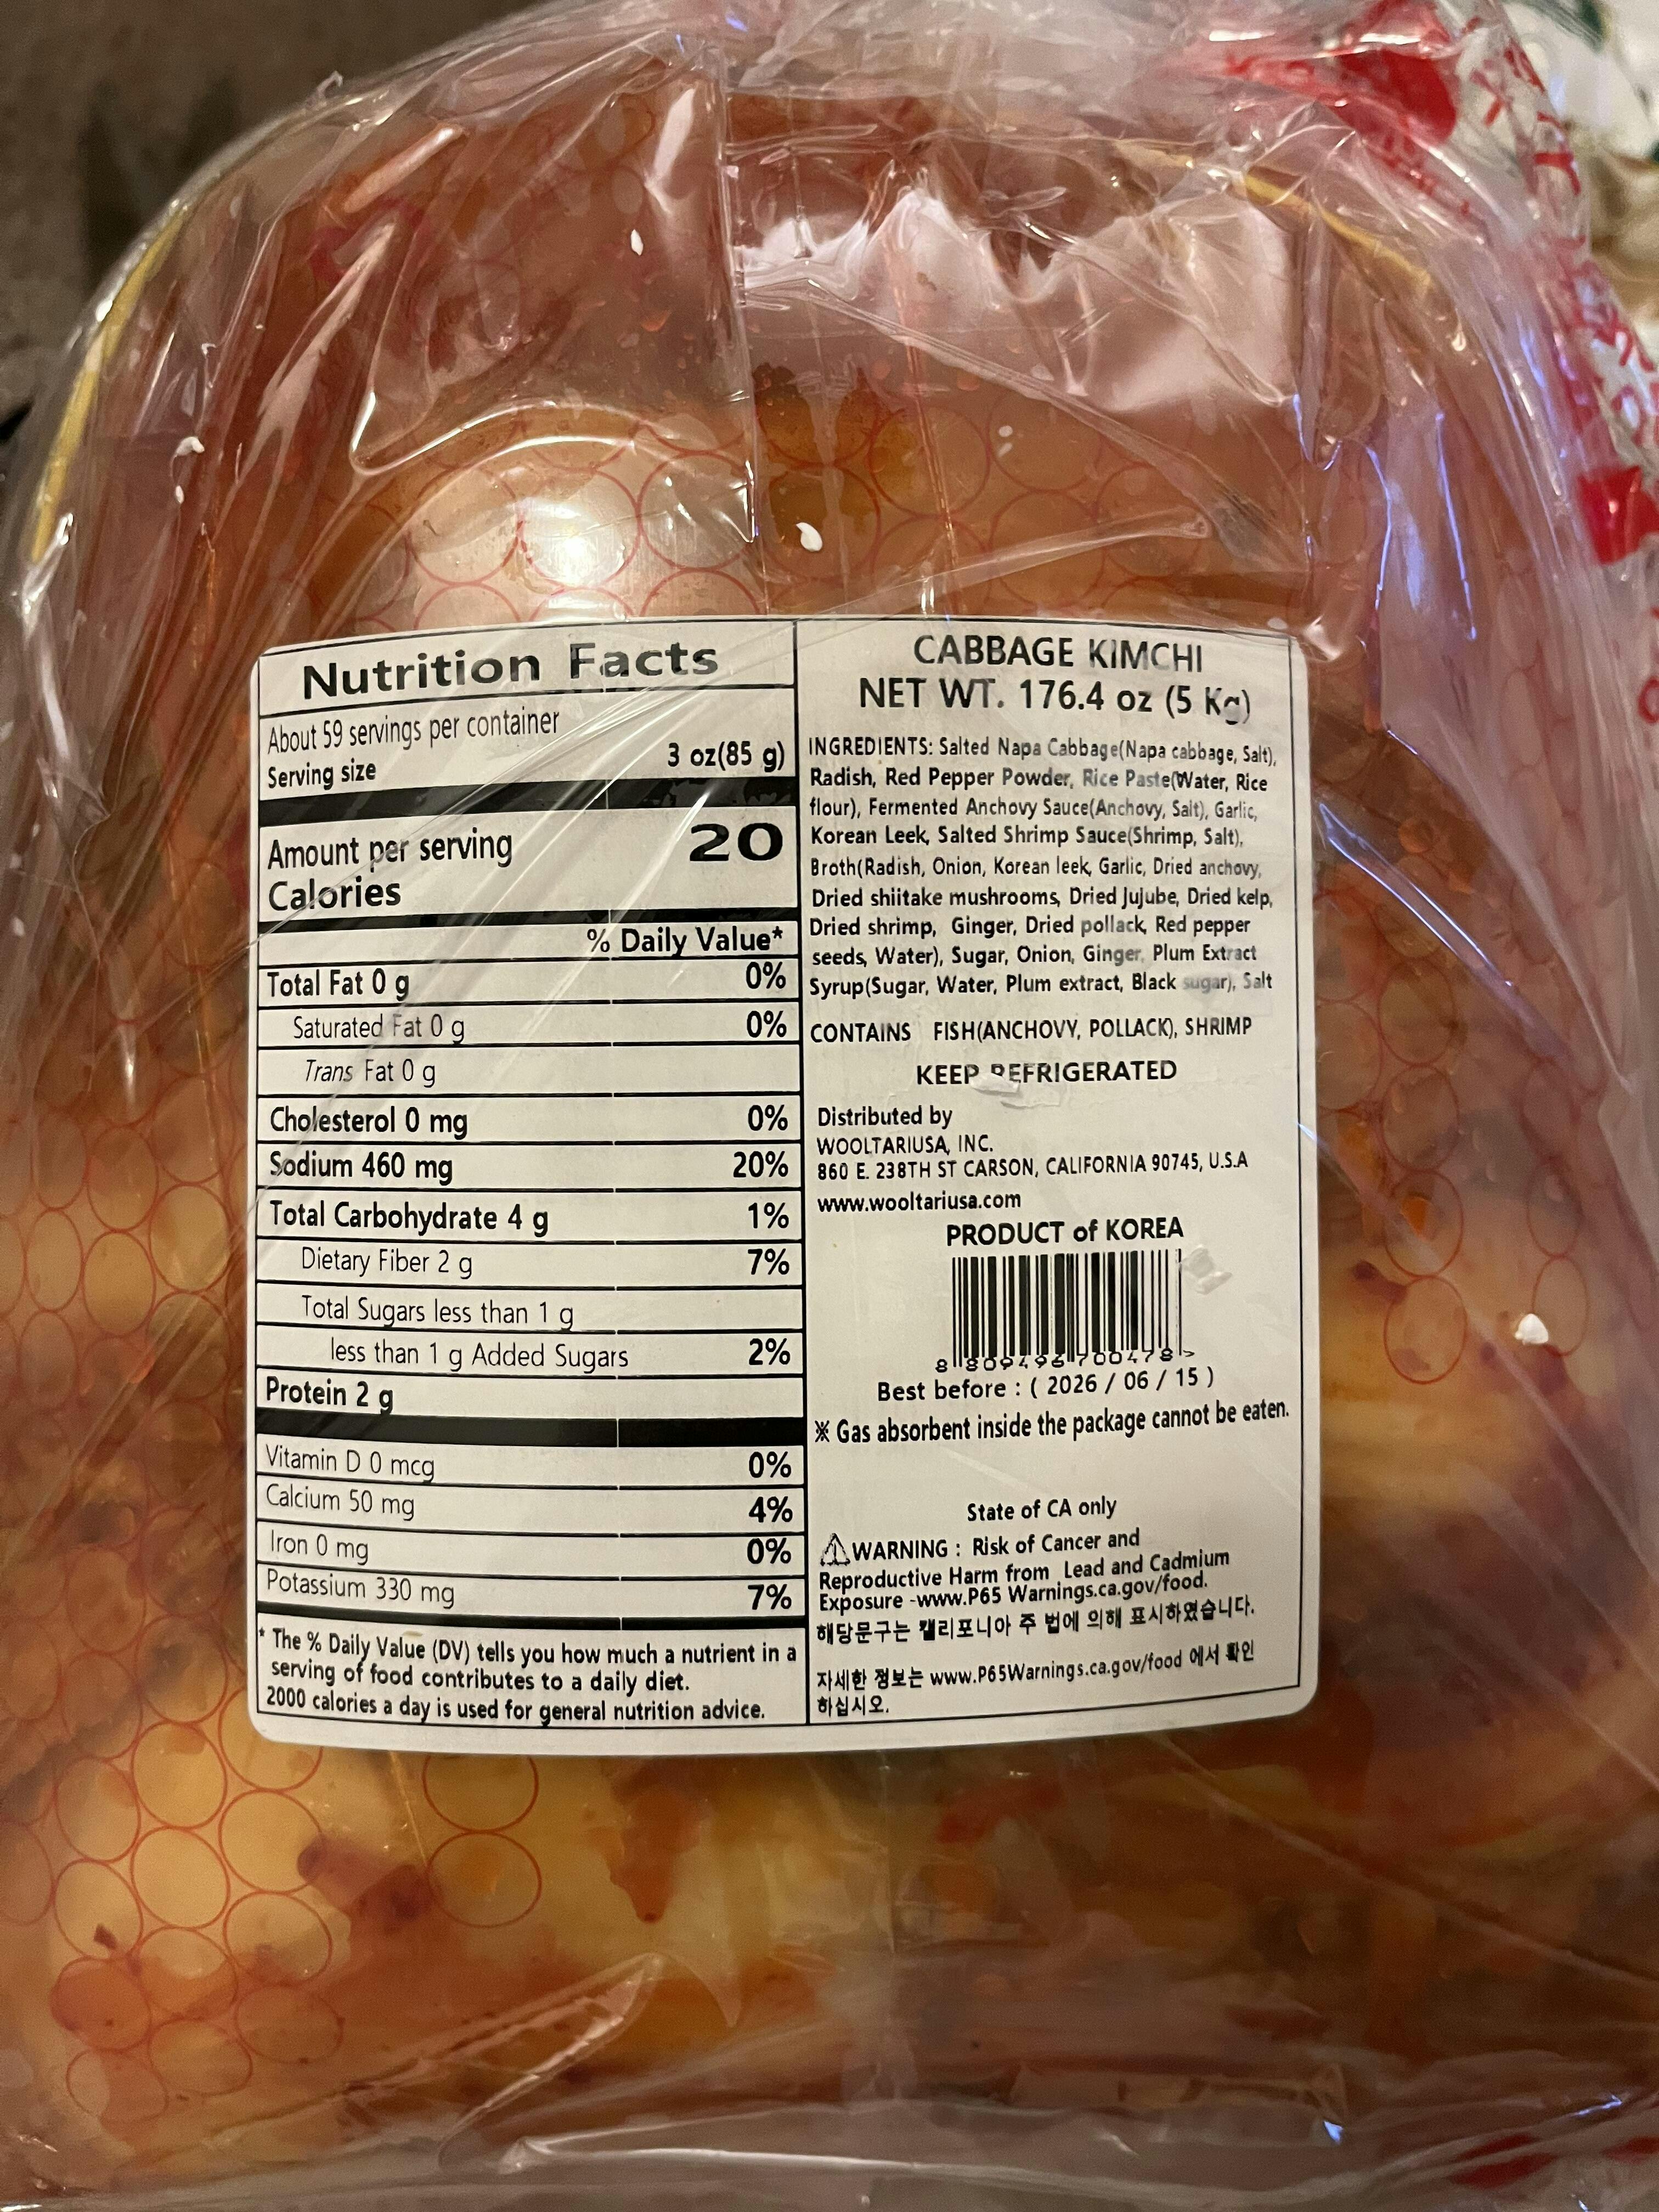 Nutrition Facts
About 59 servings per container
Serving size 3 oz(85 g)
Amount per serving
Calories 20
% Daily Value*
Total Fat 0 g 0%
Saturated Fat 0 g 0%
Trans Fat 0 g
Cholesterol 0 mg 0%
Sodium 460 mg 20%
Total Carbohydrate 4 g 1%
Dietary Fiber 2 g 7%
Total Sugars less than 1 g
less than 1 g Added Sugars 2%
Protein 2 g
Vitamin D 0 mcg 0%
Calcium 50 mg 4%
Iron 0 mg 0%
Potassium 330 mg 7%
* The % Daily Value (DV) tells you how much a nutrient in a
serving of food contributes to a daily diet.
2000 calories a day is used for general nutrition advice.
CABBAGE KIMCHI
NET WT. 176.4 oz (5 Kg)
INGREDIENTS: Salted Napa Cabbage(Napa cabbage, Salt),
Radish, Red Pepper Powder, Rice Paste(Water, Rice
flour), Fermented Anchovy Sauce(Anchovy, Salt), Garlic,
Korean Leek, Salted Shrimp Sauce(Shrimp, Salt),
Broth(Radish, Onion, Korean leek, Garlic, Dried anchovy,
Dried shiitake mushrooms, Dried Jujube, Dried kelp,
Dried shrimp, Ginger, Dried pollack, Red pepper
seeds, Water), Sugar, Onion, Ginger, Plum Extract
Syrup(Sugar, Water, Plum extract, Black sugar), Salt
CONTAINS FISH(ANCHOVY, POLLACK), SHRIMP
KEEP REFRIGERATED
Distributed by
WOOLTARIUSA, INC.
860 E. 238TH ST CARSON, CALIFORNIA 90745, U.S.A
www.wooltariusa.com
PRODUCT of KOREA
8 809496 700478 >
Best before : ( 2026 / 06 / 15 )
※ Gas absorbent inside the package cannot be eaten.
State of CA only
⚠ WARNING : Risk of Cancer and
Reproductive Harm from Lead and Cadmium
Exposure -www.P65 Warnings.ca.gov/food.
해당문구는 캘리포니아 주 법에 의해 표시하였습니다.
자세한 정보는 www.P65Warnings.ca.gov/food 에서 확인
하십시오.